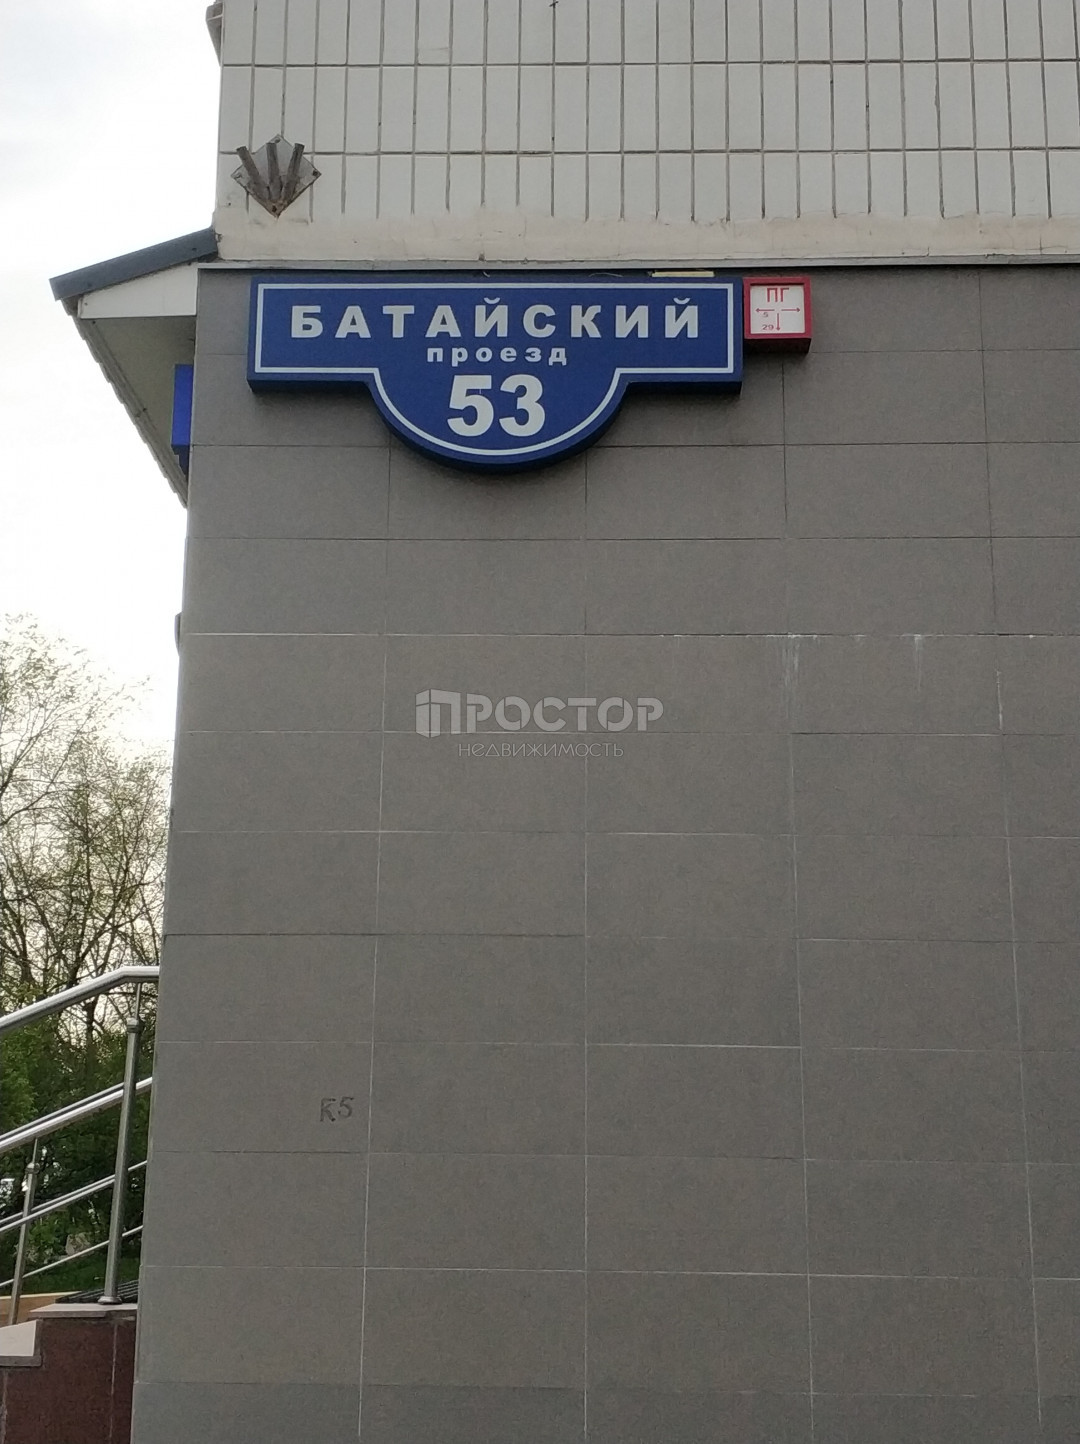 БАТАЙСКИЙ
проезд
53
ПГ
5
29
ПРОСТОР
НЕДВИЖИМОСТЬ
К5